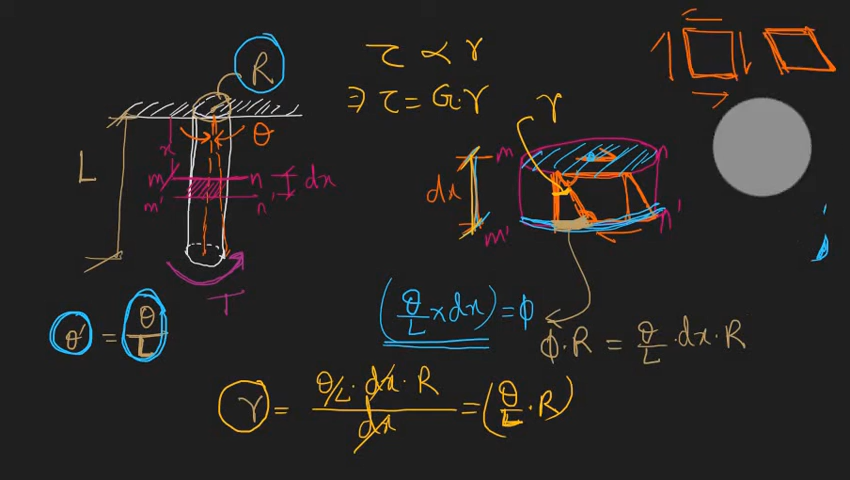 R
τ ∝ γ
⇒ τ = G·γ
θ
L
x
m n
m' n'
dx
T
γ
m n
dx
m' n'
θ' = θ/L
(θ/L × dx) = ϕ
ϕ·R = θ/L · dx · R
γ = (θ/L · dx · R)/dx = (θ/L · R)